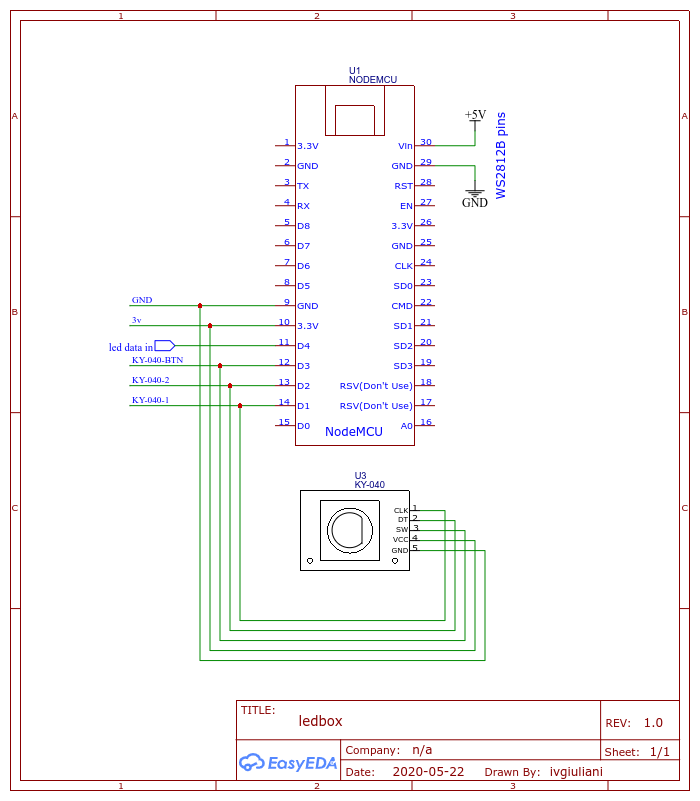 1 2 3
A A
B B
C C
1 2 3
U1
NODEMCU
1 3.3V
2 GND
3 TX
4 RX
5 D8
6 D7
7 D6
8 D5
9 GND
10 3.3V
11 D4
12 D3
13 D2
14 D1
15 D0
Vin 30
GND 29
RST 28
EN 27
3.3V 26
GND 25
CLK 24
SD0 23
CMD 22
SD1 21
SD2 20
SD3 19
RSV(Don't Use) 18
RSV(Don't Use) 17
A0 16
NodeMCU
+5V
GND
WS2812B pins
GND
3v
led data in
KY-040-BTN
KY-040-2
KY-040-1
U3
KY-040
CLK 1
DT 2
SW 3
VCC 4
GND 5
TITLE:
ledbox
REV: 1.0
EasyEDA
Company: n/a
Sheet: 1/1
Date: 2020-05-22 Drawn By: ivgiuliani